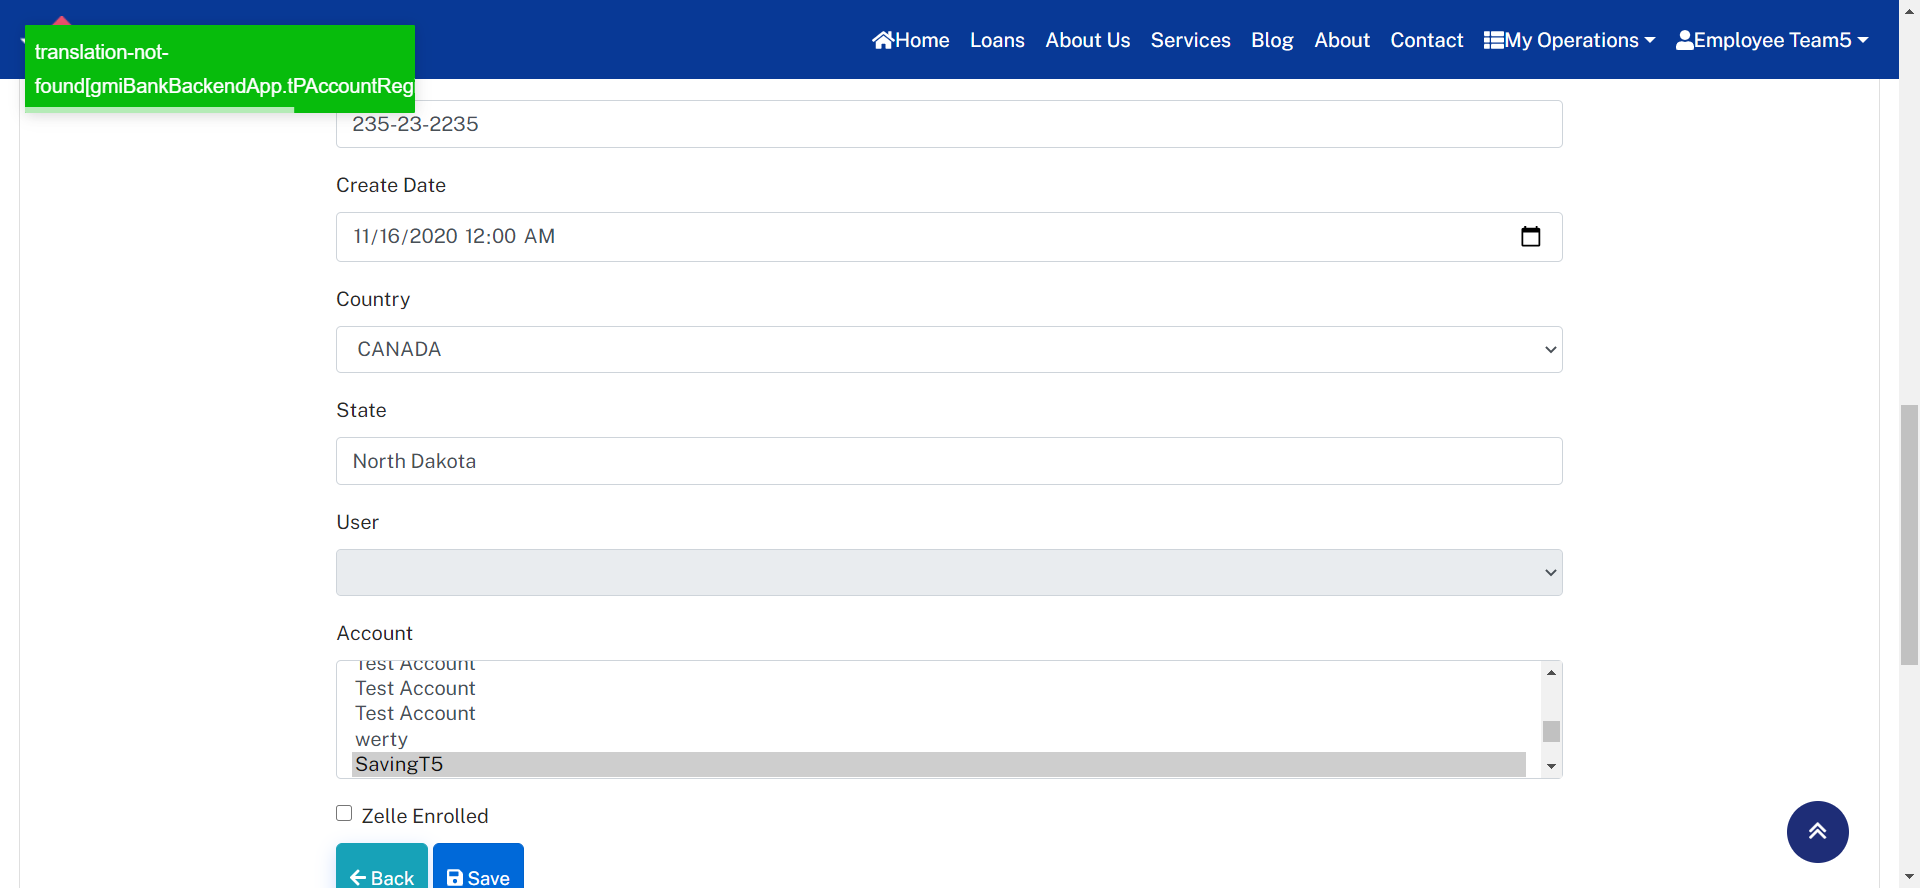 Home Loans About Us Services Blog About Contact My Operations Employee Team5
translation-not-
found[gmiBankBackendApp.tPAccountReg
235-23-2235
Create Date
11/16/2020 12:00 AM
Country
CANADA
State
North Dakota
User
Account
Test Account
Test Account
Test Account
werty
SavingT5
Zelle Enrolled
Back Save